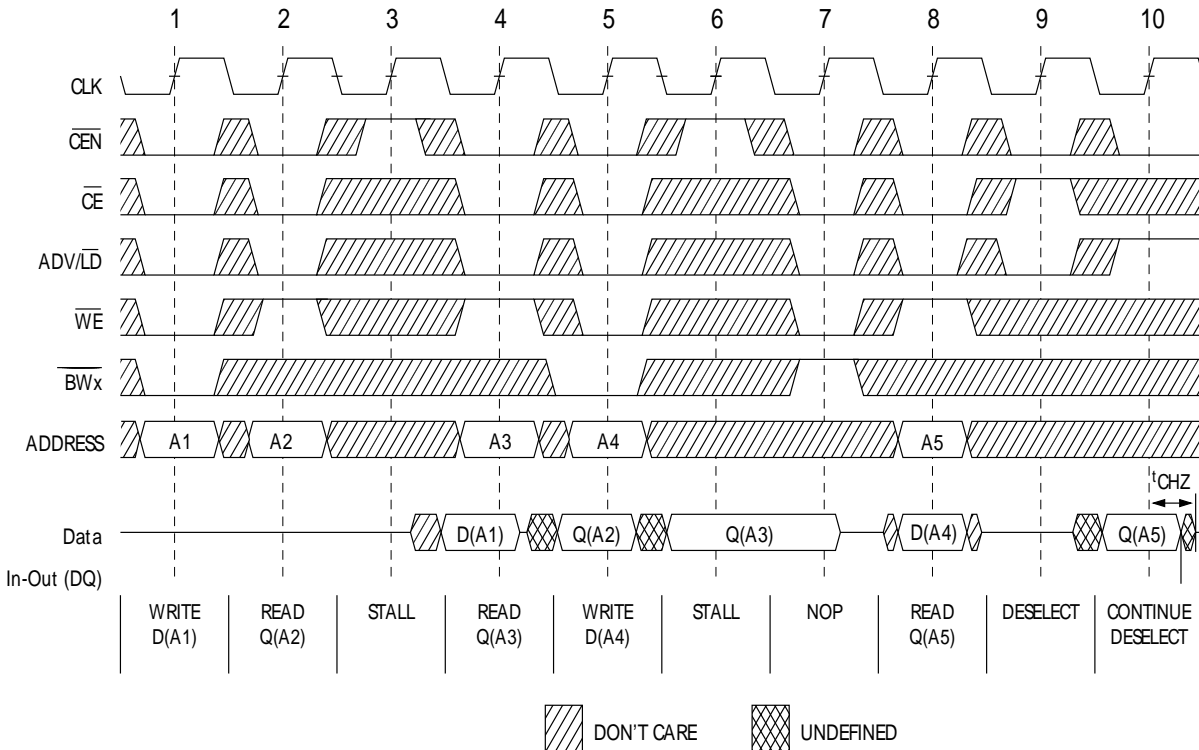 1 2 3 4 5 6 7 8 9 10
CLK
CEN
CE
ADV/LD
WE
BWx
ADDRESS A1 A2 A3 A4 A5
tCHZ
Data D(A1) Q(A2) Q(A3) D(A4) Q(A5)
In-Out (DQ)
WRITE READ STALL READ WRITE STALL NOP READ DESELECT CONTINUE
D(A1) Q(A2) Q(A3) D(A4) Q(A5) DESELECT
DON'T CARE UNDEFINED